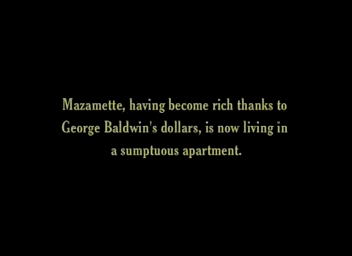 Mazamette, having become rich thanks to
George Baldwin's dollars, is now living in
a sumptuous apartment.